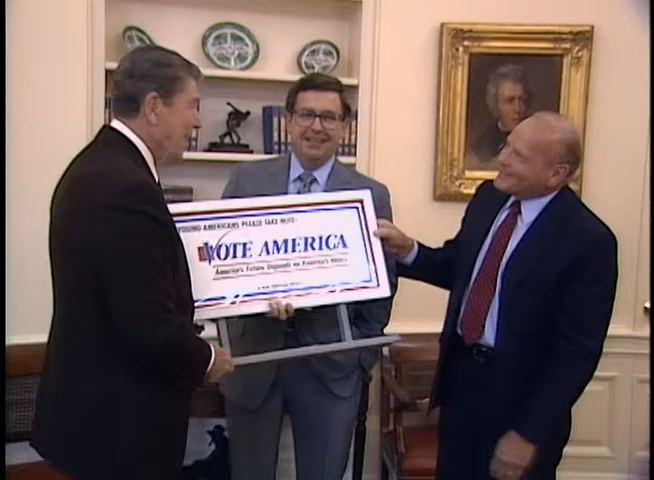 YOUNG AMERICANS PLEASE TAKE NOTE:
VOTE AMERICA
America's Future Depends on America's Voters